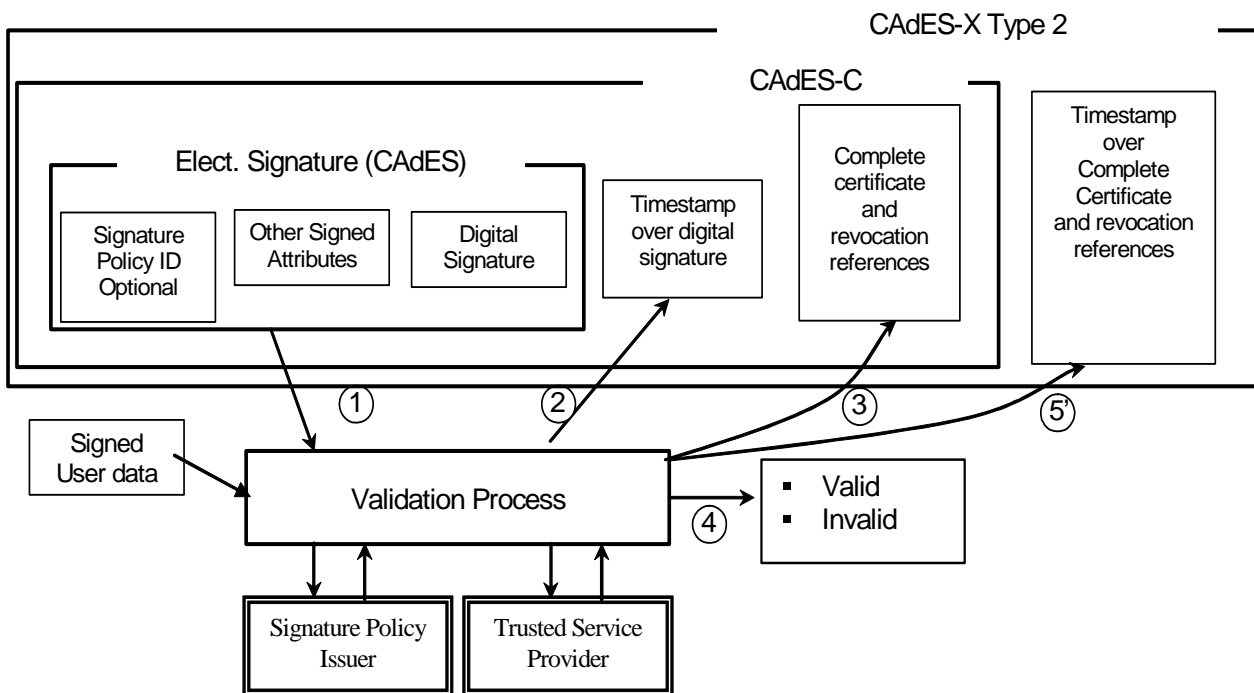 CAdES-X Type 2
CAdES-C
Elect. Signature (CAdES)
Signature
Policy ID
Optional
Other Signed
Attributes
Digital
Signature
Timestamp
over digital
signature
Complete
certificate
and
revocation
references
Timestamp
over
Complete
Certificate
and revocation
references
1
2
3
5’
Signed
User data
Validation Process
4
▪ Valid
▪ Invalid
Signature Policy
Issuer
Trusted Service
Provider